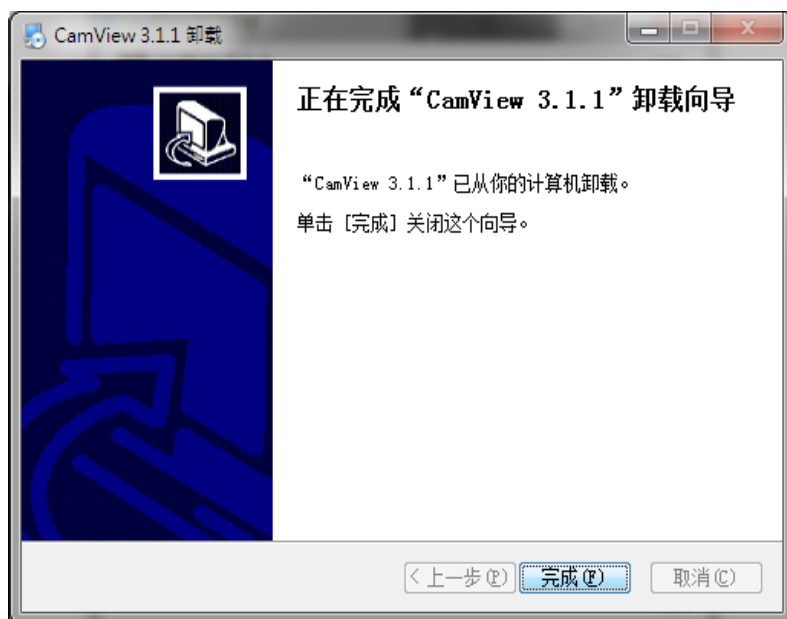 CamView 3.1.1 卸载
正在完成“CamView 3.1.1”卸载向导
“CamView 3.1.1”已从你的计算机卸载。
单击 [完成] 关闭这个向导。
< 上一步(P)
完成(F)
取消(C)